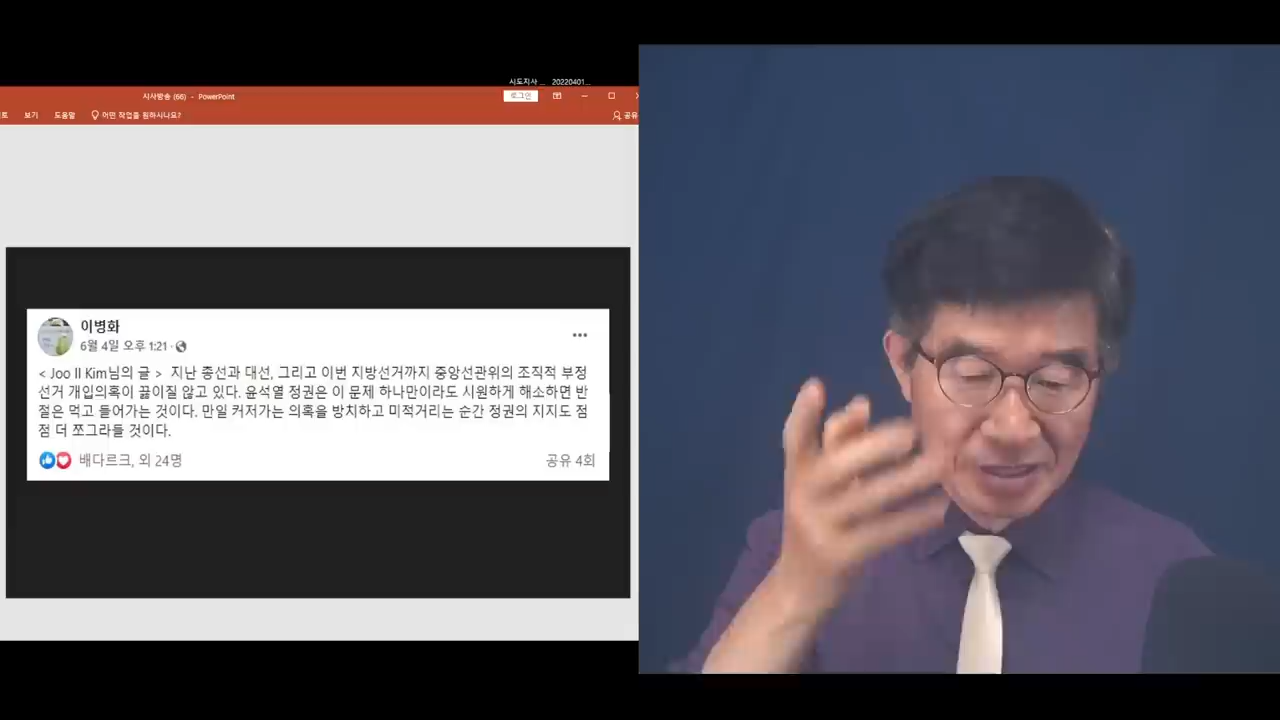 시도지사 ... 20220401...
시사방송 (66) - PowerPoint
로그인
트 보기 도움말 어떤 작업을 원하시나요?
공유
이병화
6월 4일 오후 1:21 ·
< Joo Il Kim님의 글 > 지난 총선과 대선, 그리고 이번 지방선거까지 중앙선관위의 조직적 부정
선거 개입의혹이 끓이질 않고 있다. 윤석열 정권은 이 문제 하나만이라도 시원하게 해소하면 반
절은 먹고 들어가는 것이다. 만일 커저가는 의혹을 방치하고 미적거리는 순간 정권의 지지도 점
점 더 쪼그라들 것이다.
배다르크, 외 24명
공유 4회